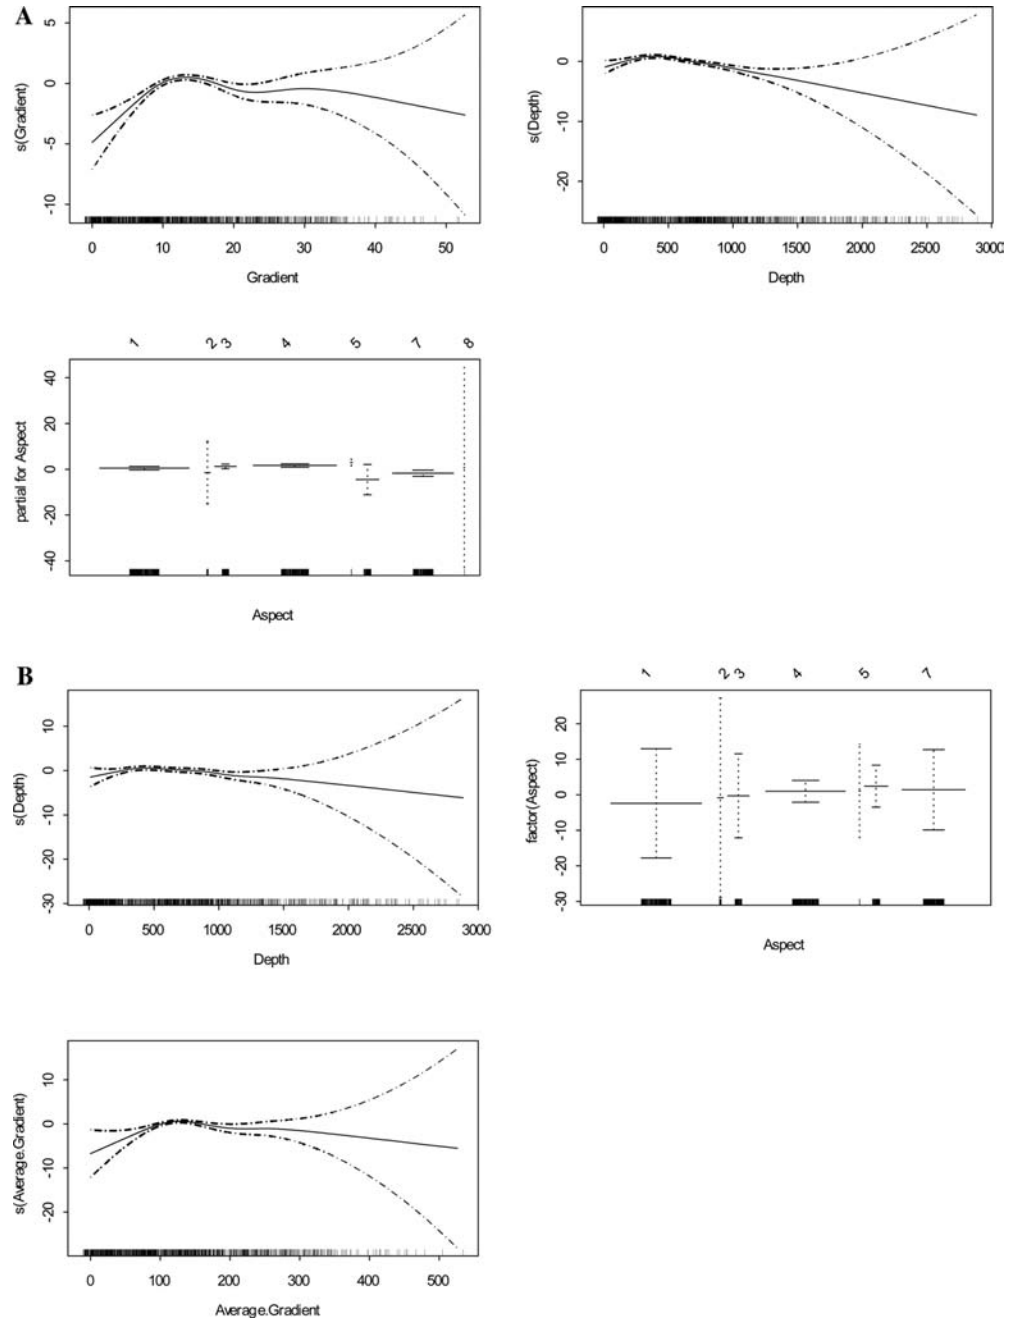 A
s(Gradient)
5
0
-5
-10
0 10 20 30 40 50
Gradient
s(Depth)
0
-10
-20
0 500 1000 1500 2000 2500 3000
Depth
1 2 3 4 5 7 8
partial for Aspect
40
20
0
-20
-40
Aspect
B
s(Depth)
10
0
-10
-20
-30
0 500 1000 1500 2000 2500 3000
Depth
1 2 3 4 5 7
factor(Aspect)
20
10
0
-10
-20
-30
Aspect
s(Average.Gradient)
10
0
-10
-20
0 100 200 300 400 500
Average.Gradient